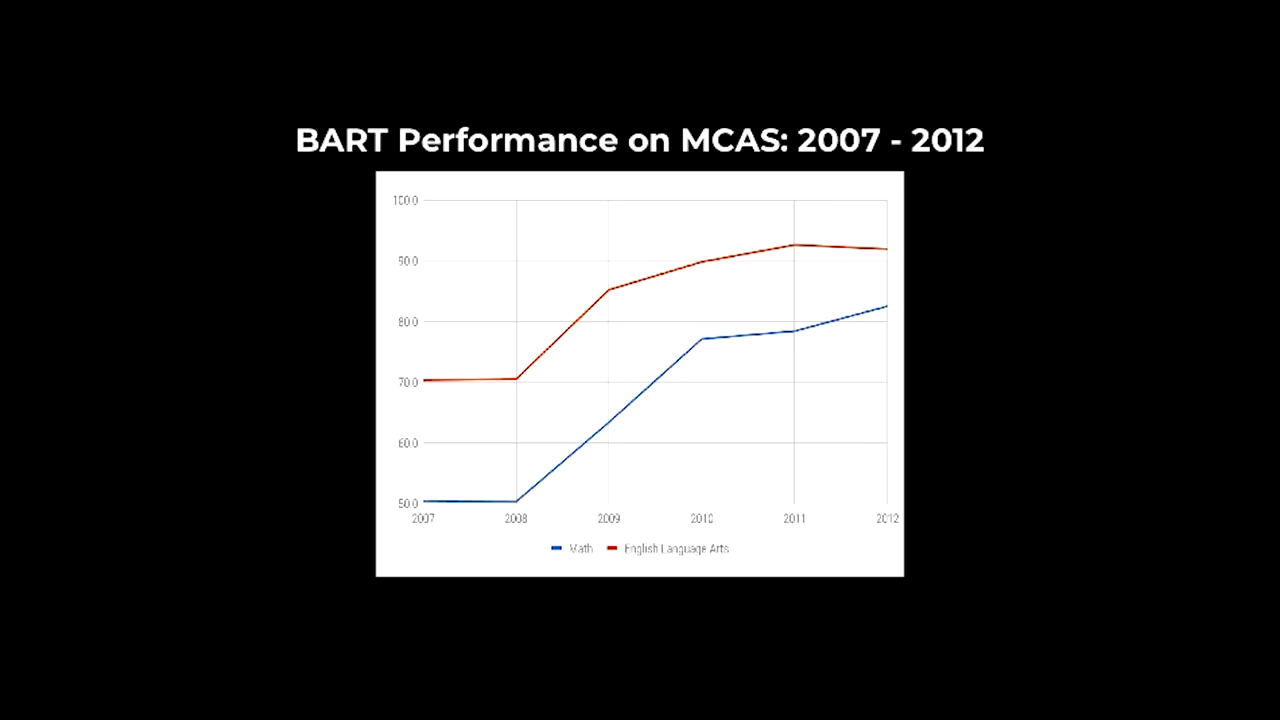 BART Performance on MCAS: 2007 - 2012
100.0
90.0
80.0
70.0
60.0
50.0
2007 2008 2009 2010 2011 2012
Math English Language Arts